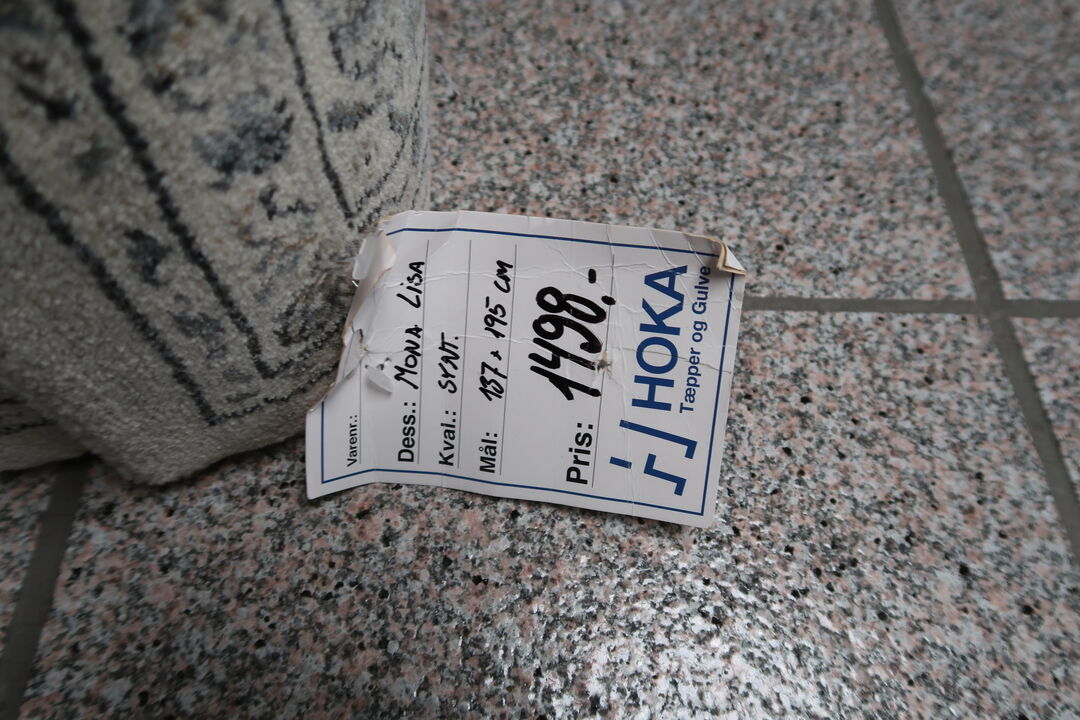 HOKA
Tæpper og Gulve
Pris: 1498.-
Mål: 137 x 195 CM
Kval.: SYNT.
Dess.: MONA LISA
Varenr.: